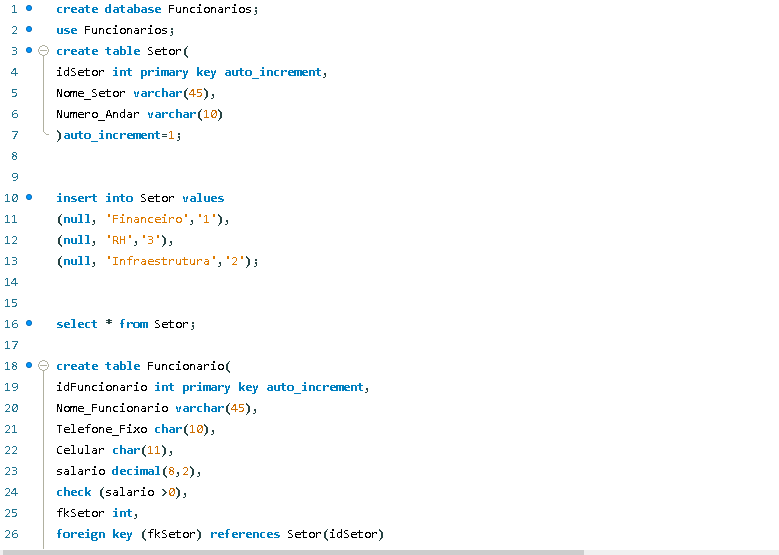 1 create database Funcionarios;
2 use Funcionarios;
3 create table Setor(
4 idSetor int primary key auto_increment,
5 Nome_Setor varchar(45),
6 Numero_Andar varchar(10)
7 )auto_increment=1;
8
9
10 insert into Setor values
11 (null, 'Financeiro','1'),
12 (null, 'RH','3'),
13 (null, 'Infraestrutura','2');
14
15
16 select * from Setor;
17
18 create table Funcionario(
19 idFuncionario int primary key auto_increment,
20 Nome_Funcionario varchar(45),
21 Telefone_Fixo char(10),
22 Celular char(11),
23 salario decimal(8,2),
24 check (salario >0),
25 fkSetor int,
26 foreign key (fkSetor) references Setor(idSetor)